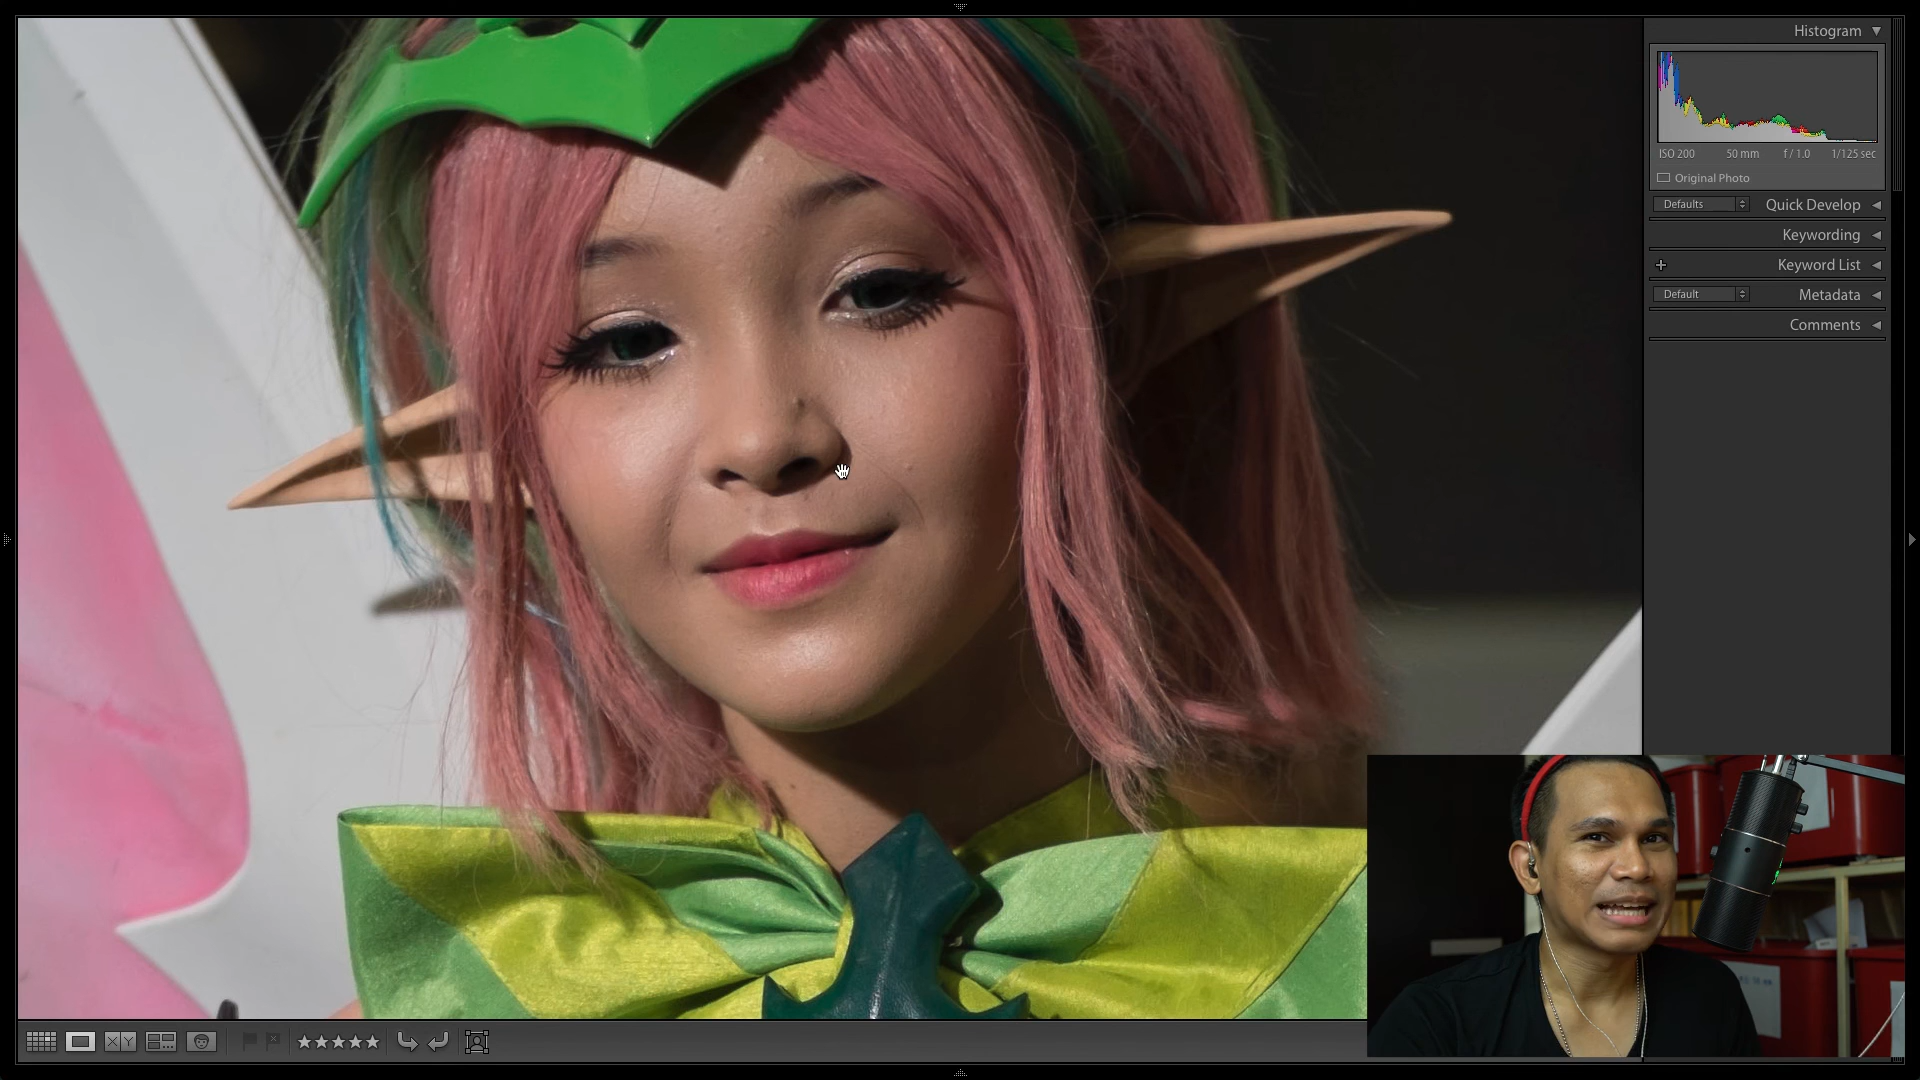 Histogram
ISO 200 50 mm f / 1.0 1/125 sec
Original Photo
Defaults Quick Develop
Keywording
Keyword List
Default Metadata
Comments
X Y